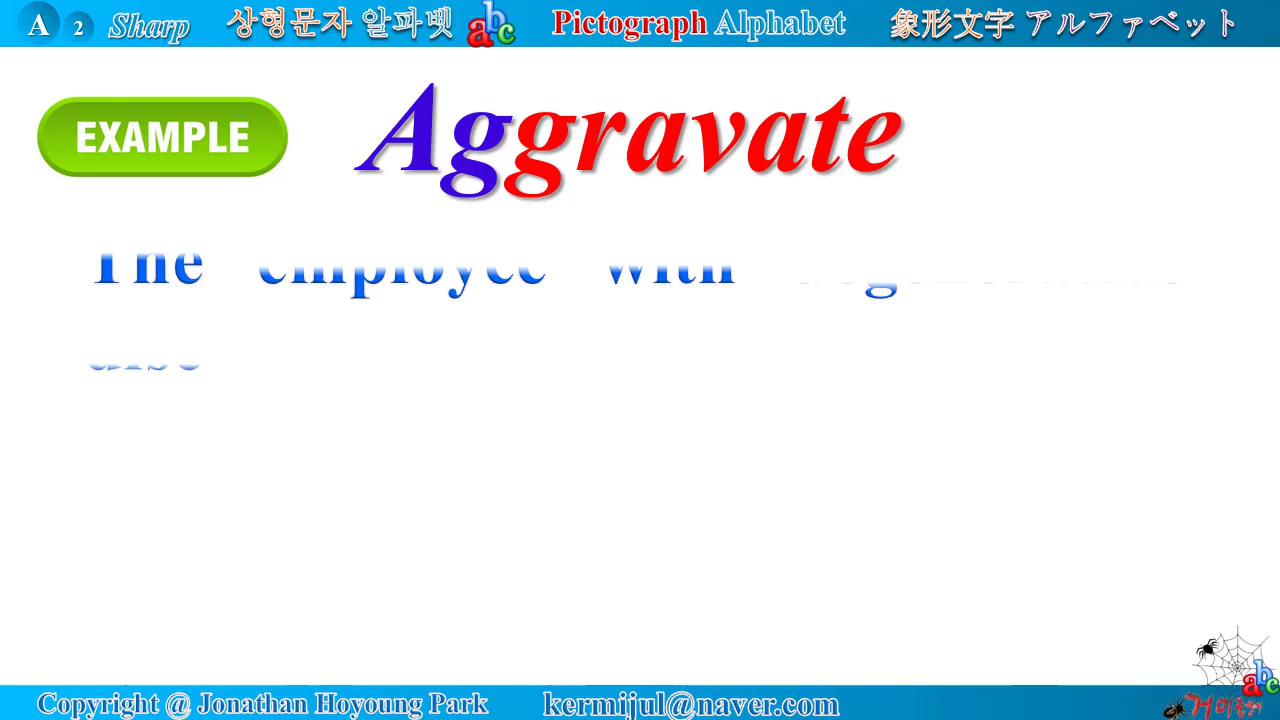 A 2 Sharp 상형문자 알파벳 abc Pictograph Alphabet 象形文字 アルファベット
EXAMPLE Aggravate
The employee with
abc
Copyright @ Jonathan Hoyoung Park kermijul@naver.com